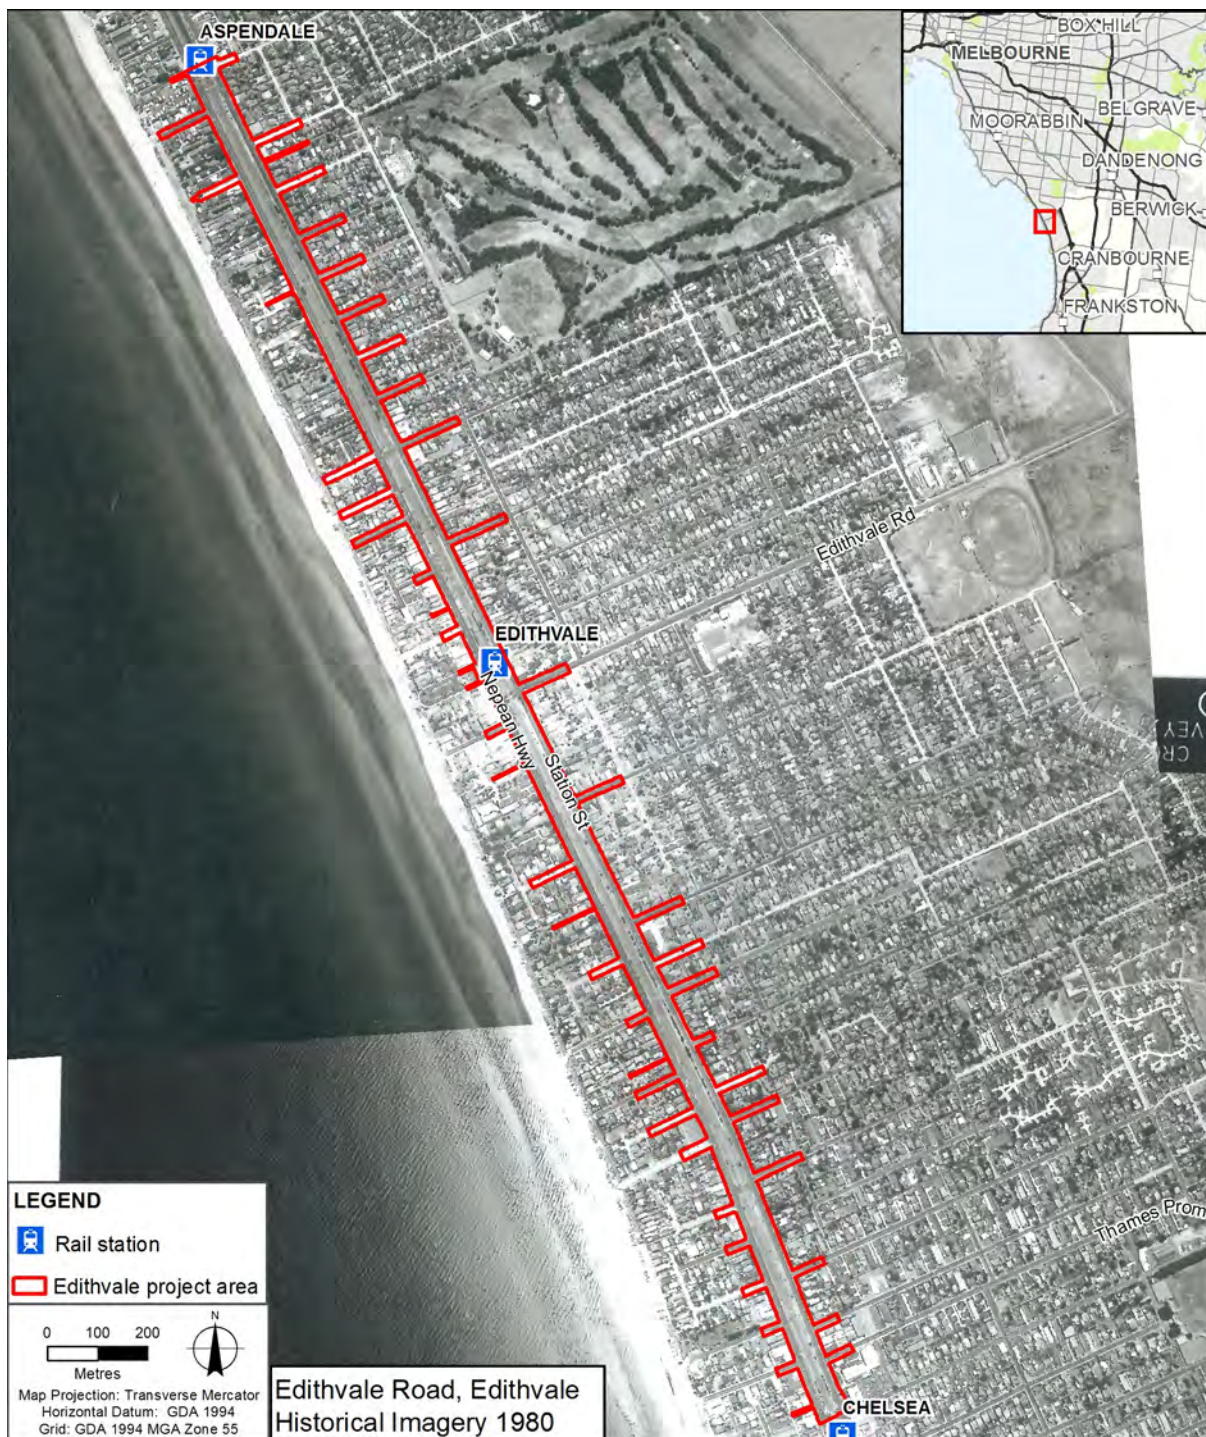 ASPENDALE
BOX HILL
MELBOURNE
BELGRAVE
MOORABBIN
DANDENONG
BERWICK
CRANBOURNE
FRANKSTON
Edithvale Rd
EDITHVALE
Nepean Hwy
Station St
Thames Prom
CHELSEA
LEGEND
Rail station
Edithvale project area
N
0 100 200
Metres
Map Projection: Transverse Mercator
Horizontal Datum: GDA 1994
Grid: GDA 1994 MGA Zone 55
Edithvale Road, Edithvale
Historical Imagery 1980